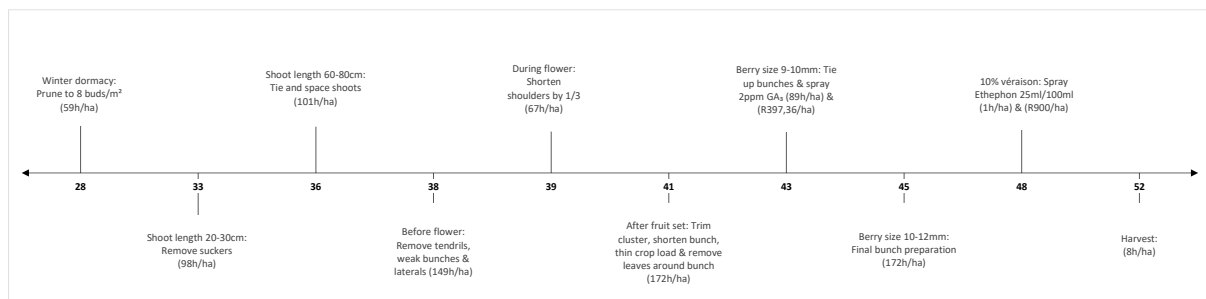 Winter dormacy:
Prune to 8 buds/m²
(59h/ha)
Shoot length 60-80cm:
Tie and space shoots
(101h/ha)
During flower:
Shorten
shoulders by 1/3
(67h/ha)
Berry size 9-10mm: Tie
up bunches & spray
2ppm GA₃ (89h/ha) &
(R397,36/ha)
10% véraison: Spray
Ethephon 25ml/100ml
(1h/ha) & (R900/ha)
28
33
36
38
39
41
43
45
48
52
Shoot length 20-30cm:
Remove suckers
(98h/ha)
Before flower:
Remove tendrils,
weak bunches &
laterals (149h/ha)
After fruit set: Trim
cluster, shorten bunch,
thin crop load & remove
leaves around bunch
(172h/ha)
Berry size 10-12mm:
Final bunch preparation
(172h/ha)
Harvest:
(8h/ha)